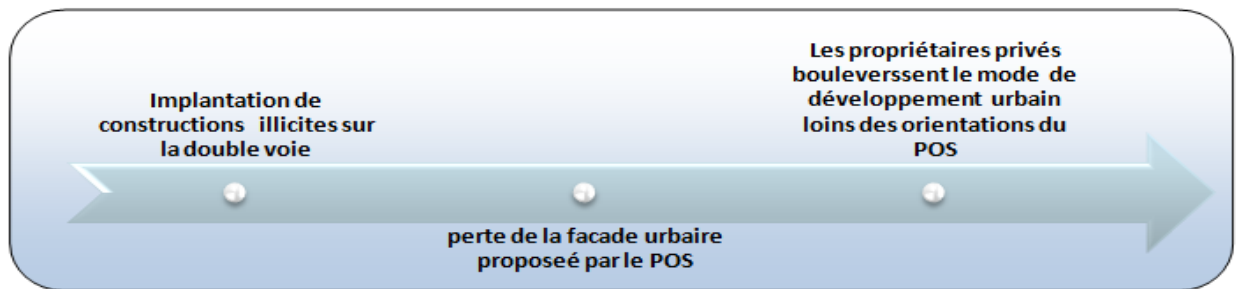 Implantation de
constructions illicites sur
la double voie
perte de la facade urbaire
proposeé par le POS
Les propriétaires privés
bouleverssent le mode de
développement urbain
loins des orientations du
POS